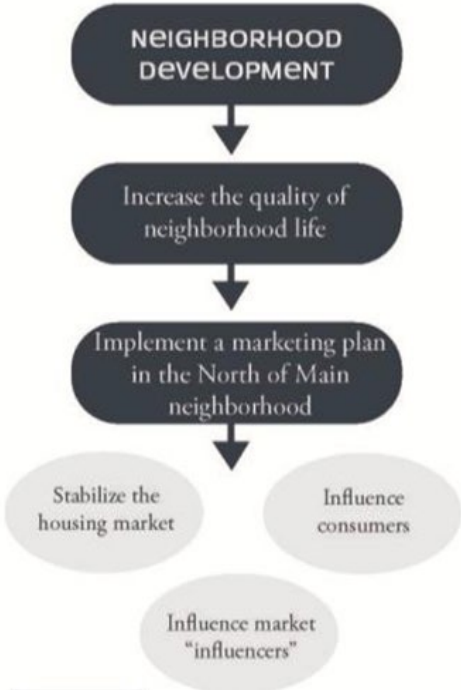 NeIGHBORHOOD
DeVeLOPMENT
Increase the quality of
neighborhood life
Implement a marketing plan
in the North of Main
neighborhood
Stabilize the
housing market
Influence
consumers
Influence market
“influencers”